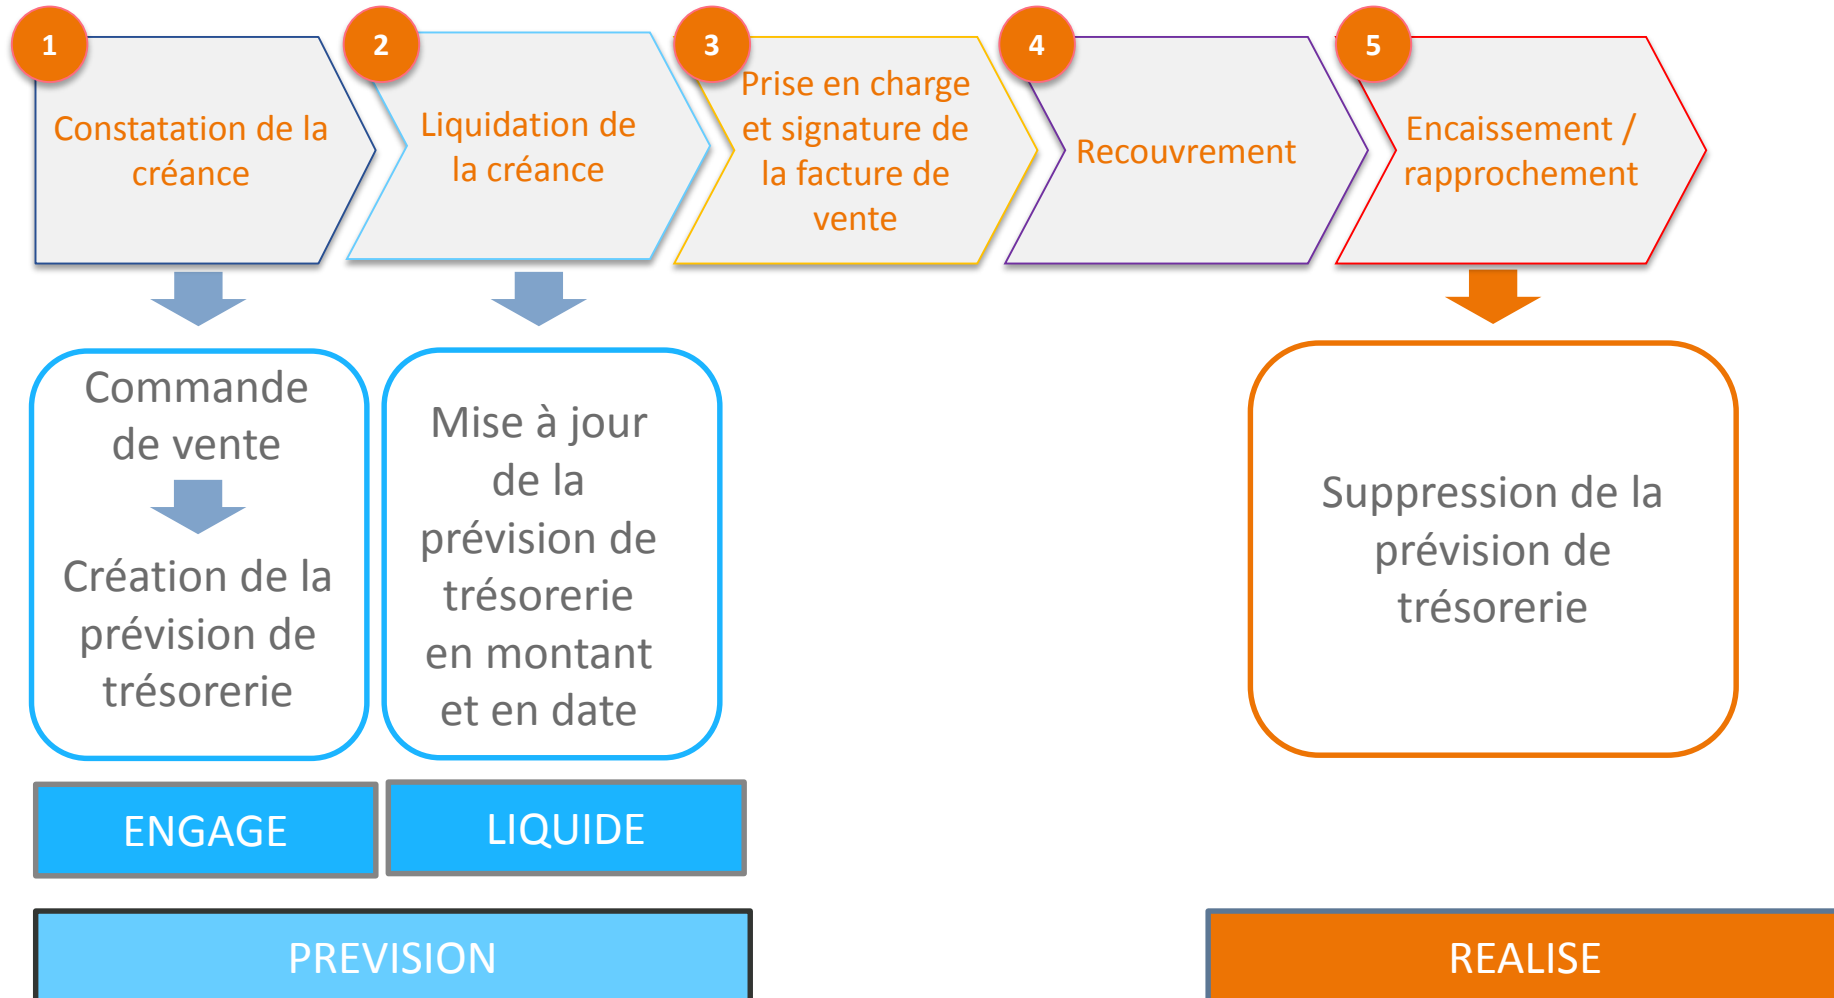 1
Constatation de la
créance
2
Liquidation de
la créance
3
Prise en charge
et signature de
la facture de
vente
4
Recouvrement
5
Encaissement /
rapprochement
Commande
de vente
Création de la
prévision de
trésorerie
Mise à jour
de la
prévision de
trésorerie
en montant
et en date
Suppression de la
prévision de
trésorerie
ENGAGE
LIQUIDE
PREVISION
REALISE